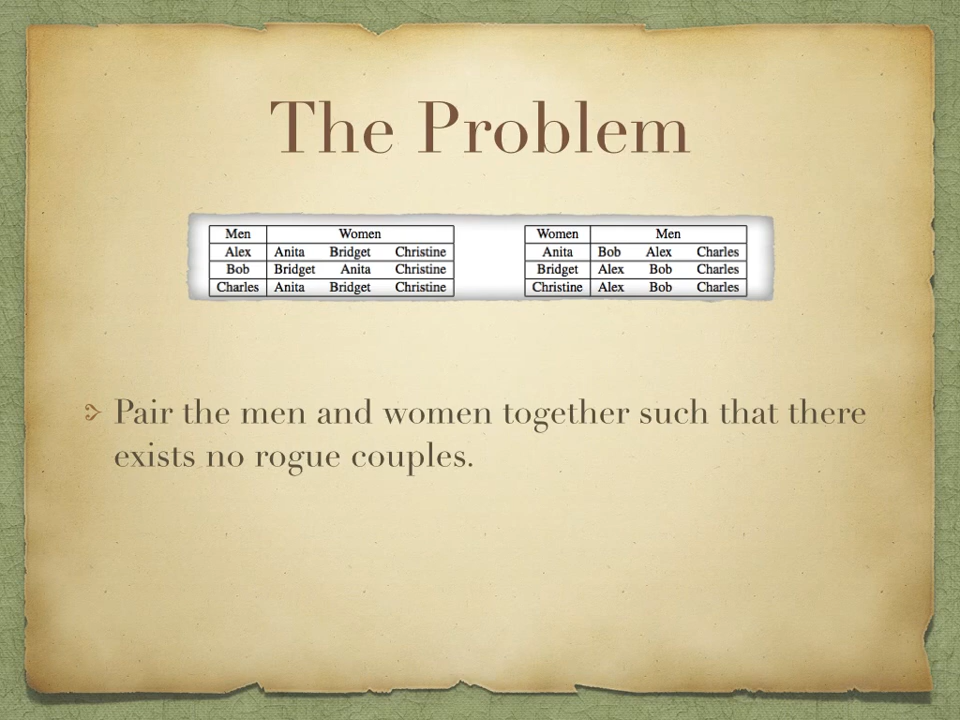 The Problem
Men Women
Alex Anita Bridget Christine
Bob Bridget Anita Christine
Charles Anita Bridget Christine
Women Men
Anita Bob Alex Charles
Bridget Alex Bob Charles
Christine Alex Bob Charles
Pair the men and women together such that there
exists no rogue couples.